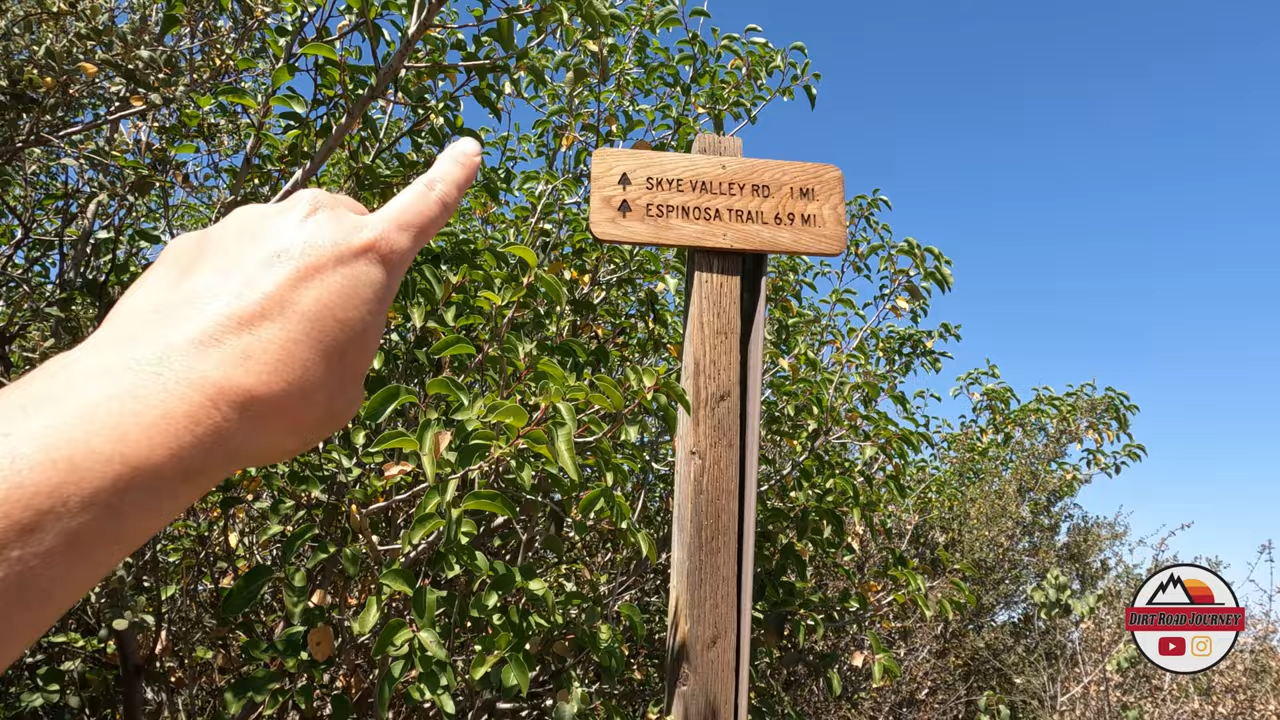 SKYE VALLEY RD. 1 MI.
ESPINOSA TRAIL 6.9 MI.
DIRT ROAD JOURNEY